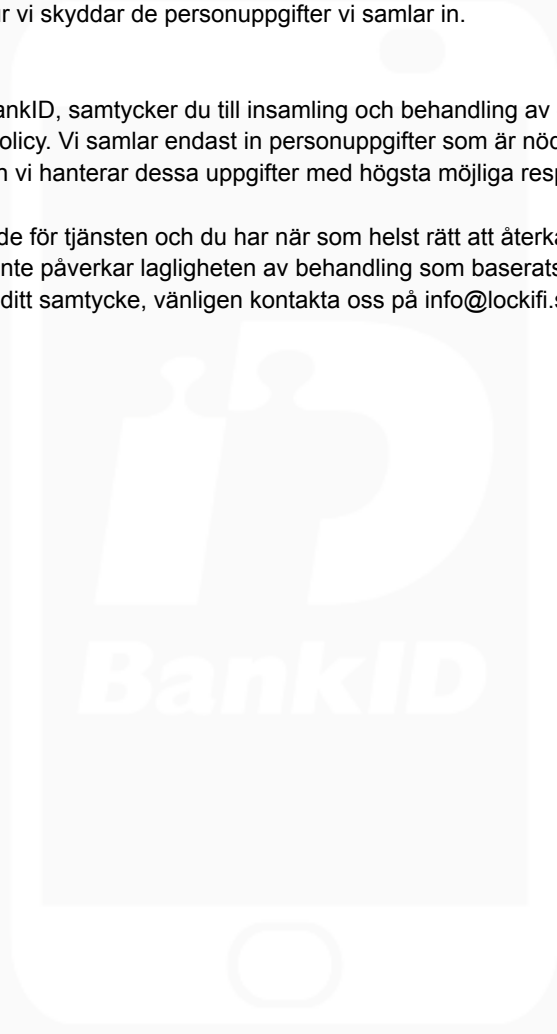 r vi skyddar de personuppgifter vi samlar in.
ankID, samtycker du till insamling och behandling av
olicy. Vi samlar endast in personuppgifter som är nöd
n vi hanterar dessa uppgifter med högsta möjliga resp
de för tjänsten och du har när som helst rätt att återka
nte påverkar lagligheten av behandling som baserats
ditt samtycke, vänligen kontakta oss på info@lockifi.s
BankID